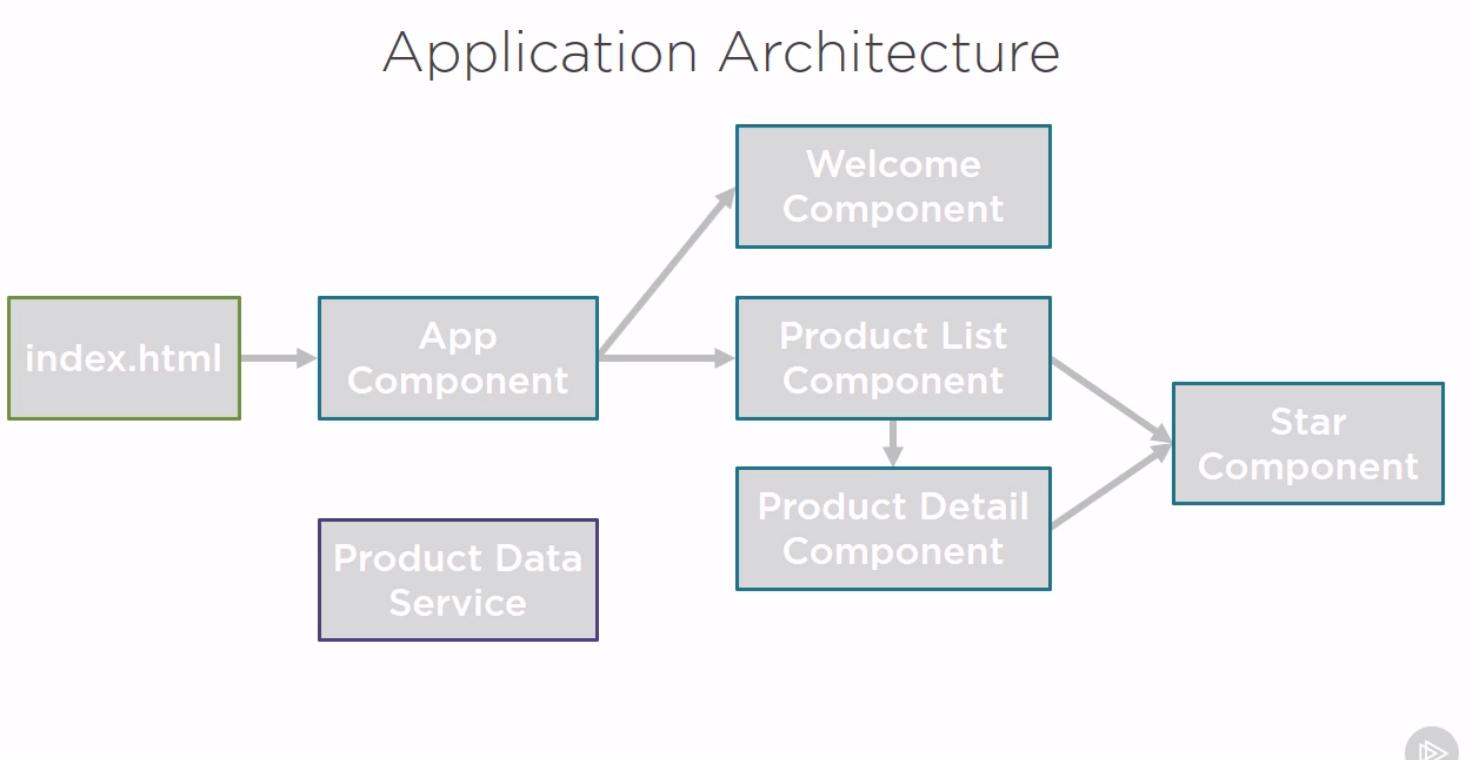 Application Architecture
Welcome
Component
index.html
App
Component
Product List
Component
Star
Component
Product Detail
Component
Product Data
Service